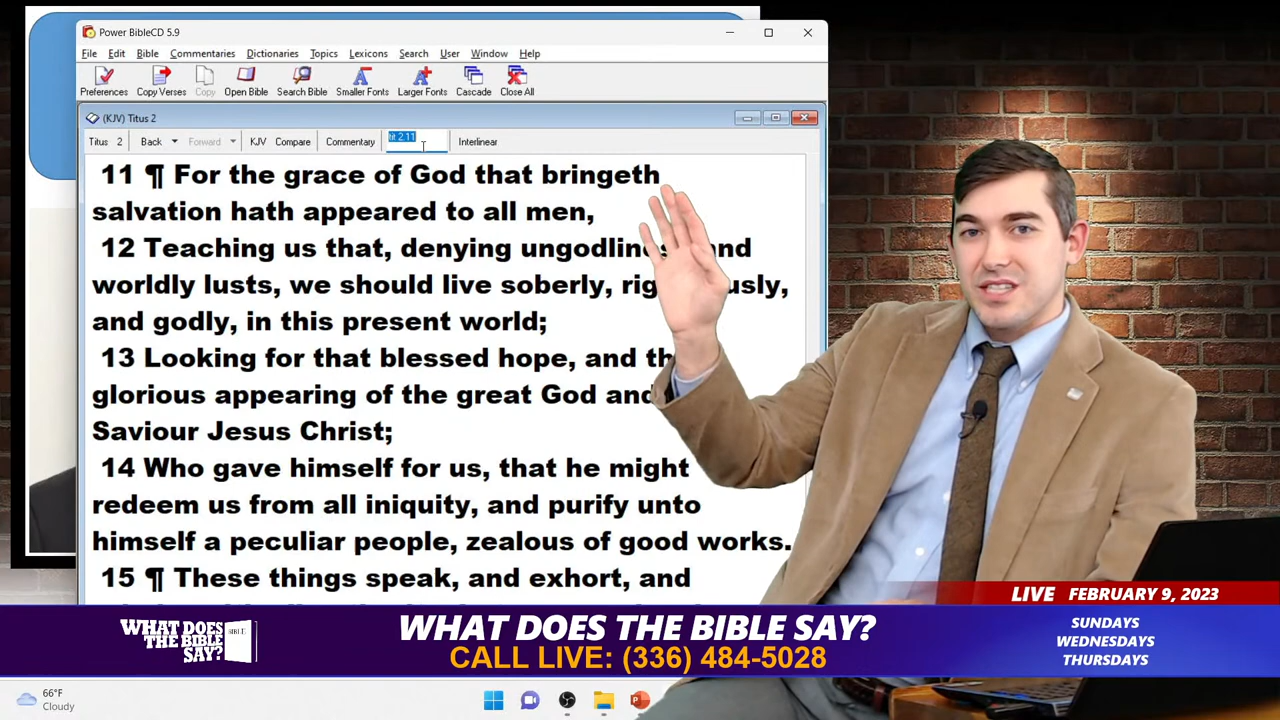 Power BibleCD 5.9
File Edit Bible Commentaries Dictionaries Topics Lexicons Search User Window Help
Preferences Copy Verses Copy Open Bible Search Bible Smaller Fonts Larger Fonts Cascade Close All
(KJV) Titus 2
Titus 2 Back Forward KJV Compare Commentary tit 2.11 Interlinear
11 ¶ For the grace of God that bringeth
salvation hath appeared to all men,
12 Teaching us that, denying
worldly lusts, we should live soberly,
and godly, in this present world;
13 Looking for that blessed hope, and
glorious appearing of the great God and
Saviour Jesus Christ;
14 Who gave himself for us, that he might
redeem us from all iniquity, and purify unto
himself a peculiar people, zealous of good works.
15 ¶ These things speak, and exhort, and
LIVE FEBRUARY 9, 2023
WHAT DOES THE BIBLE SAY?
BIBLE
WHAT DOES THE BIBLE SAY?
CALL LIVE: (336) 484-5028
SUNDAYS
WEDNESDAYS
THURSDAYS
66°F
Cloudy